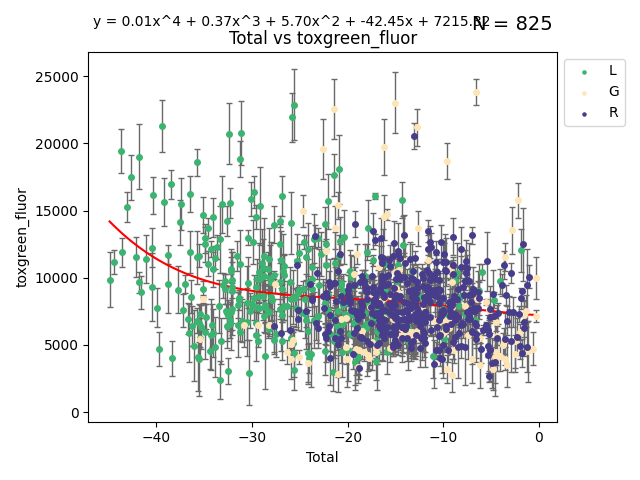 y = 0.01x^4 + 0.37x^3 + 5.70x^2 + -42.45x + 7215.
N = 825
Total vs toxgreen_fluor
L
G
R
25000
20000
15000
10000
5000
0
toxgreen_fluor
−40
−30
−20
−10
0
Total